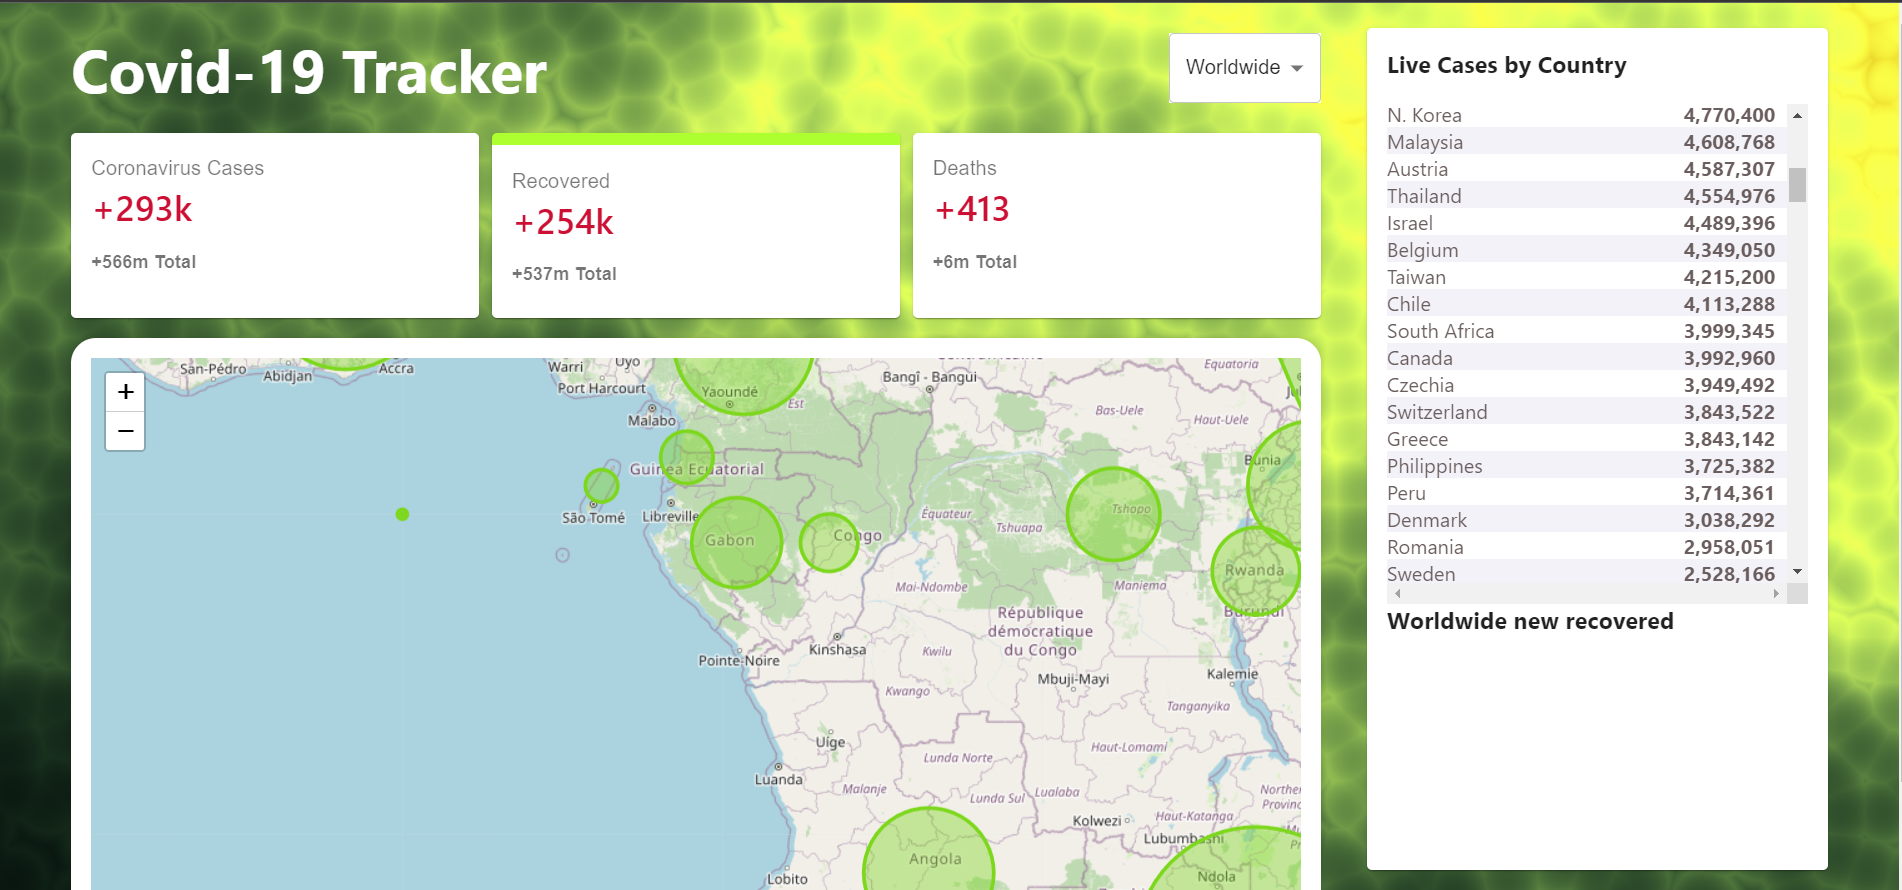 Covid-19 Tracker
Worldwide
Coronavirus Cases
+293k
+566m Total
Recovered
+254k
+537m Total
Deaths
+413
+6m Total
+
−
San-Pédro
Abidjan
Accra
Warri
Uyo
Port Harcourt
Malabo
Yaoundé
Est
Bangî - Bangui
Equatoria
Bas-Uele
Haut-Uele
Guinea Ecuatorial
Bunia
São Tomé
Libreville
Gabon
Congo
Équateur
Tshuapa
Tshopo
Rwanda
Burundi
Mai-Ndombe
Maniema
République
démocratique
du Congo
Pointe-Noire
Kinshasa
Kwilu
Kwango
Mbuji-Mayi
Kalemie
Tanganyika
Uíge
Luanda
Malanje
Lunda Norte
Lunda Sul
Haut-Lomami
Lualaba
Kolwezi
Haut-Katanga
Lubumbashi
Northern
Angola
Lobito
Ndola
Live Cases by Country
N. Korea 4,770,400
Malaysia 4,608,768
Austria 4,587,307
Thailand 4,554,976
Israel 4,489,396
Belgium 4,349,050
Taiwan 4,215,200
Chile 4,113,288
South Africa 3,999,345
Canada 3,992,960
Czechia 3,949,492
Switzerland 3,843,522
Greece 3,843,142
Philippines 3,725,382
Peru 3,714,361
Denmark 3,038,292
Romania 2,958,051
Sweden 2,528,166
Worldwide new recovered